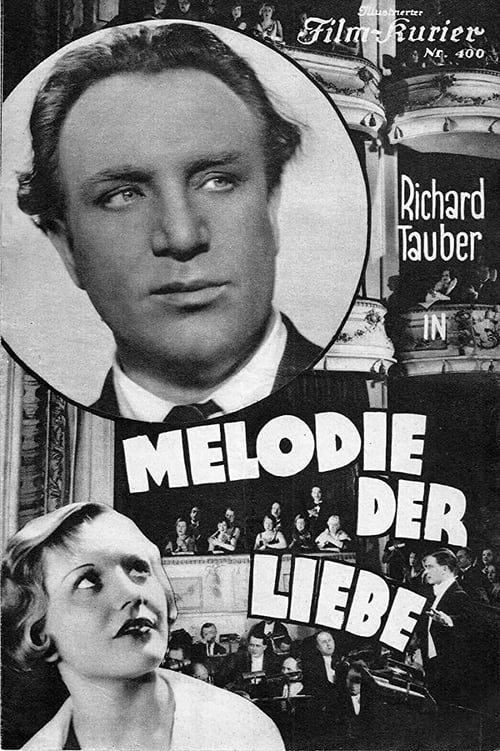 Illustrierter
Film-Kurier
Nr. 400
Richard
Tauber
IN
MELODIE
DER
LIEBE